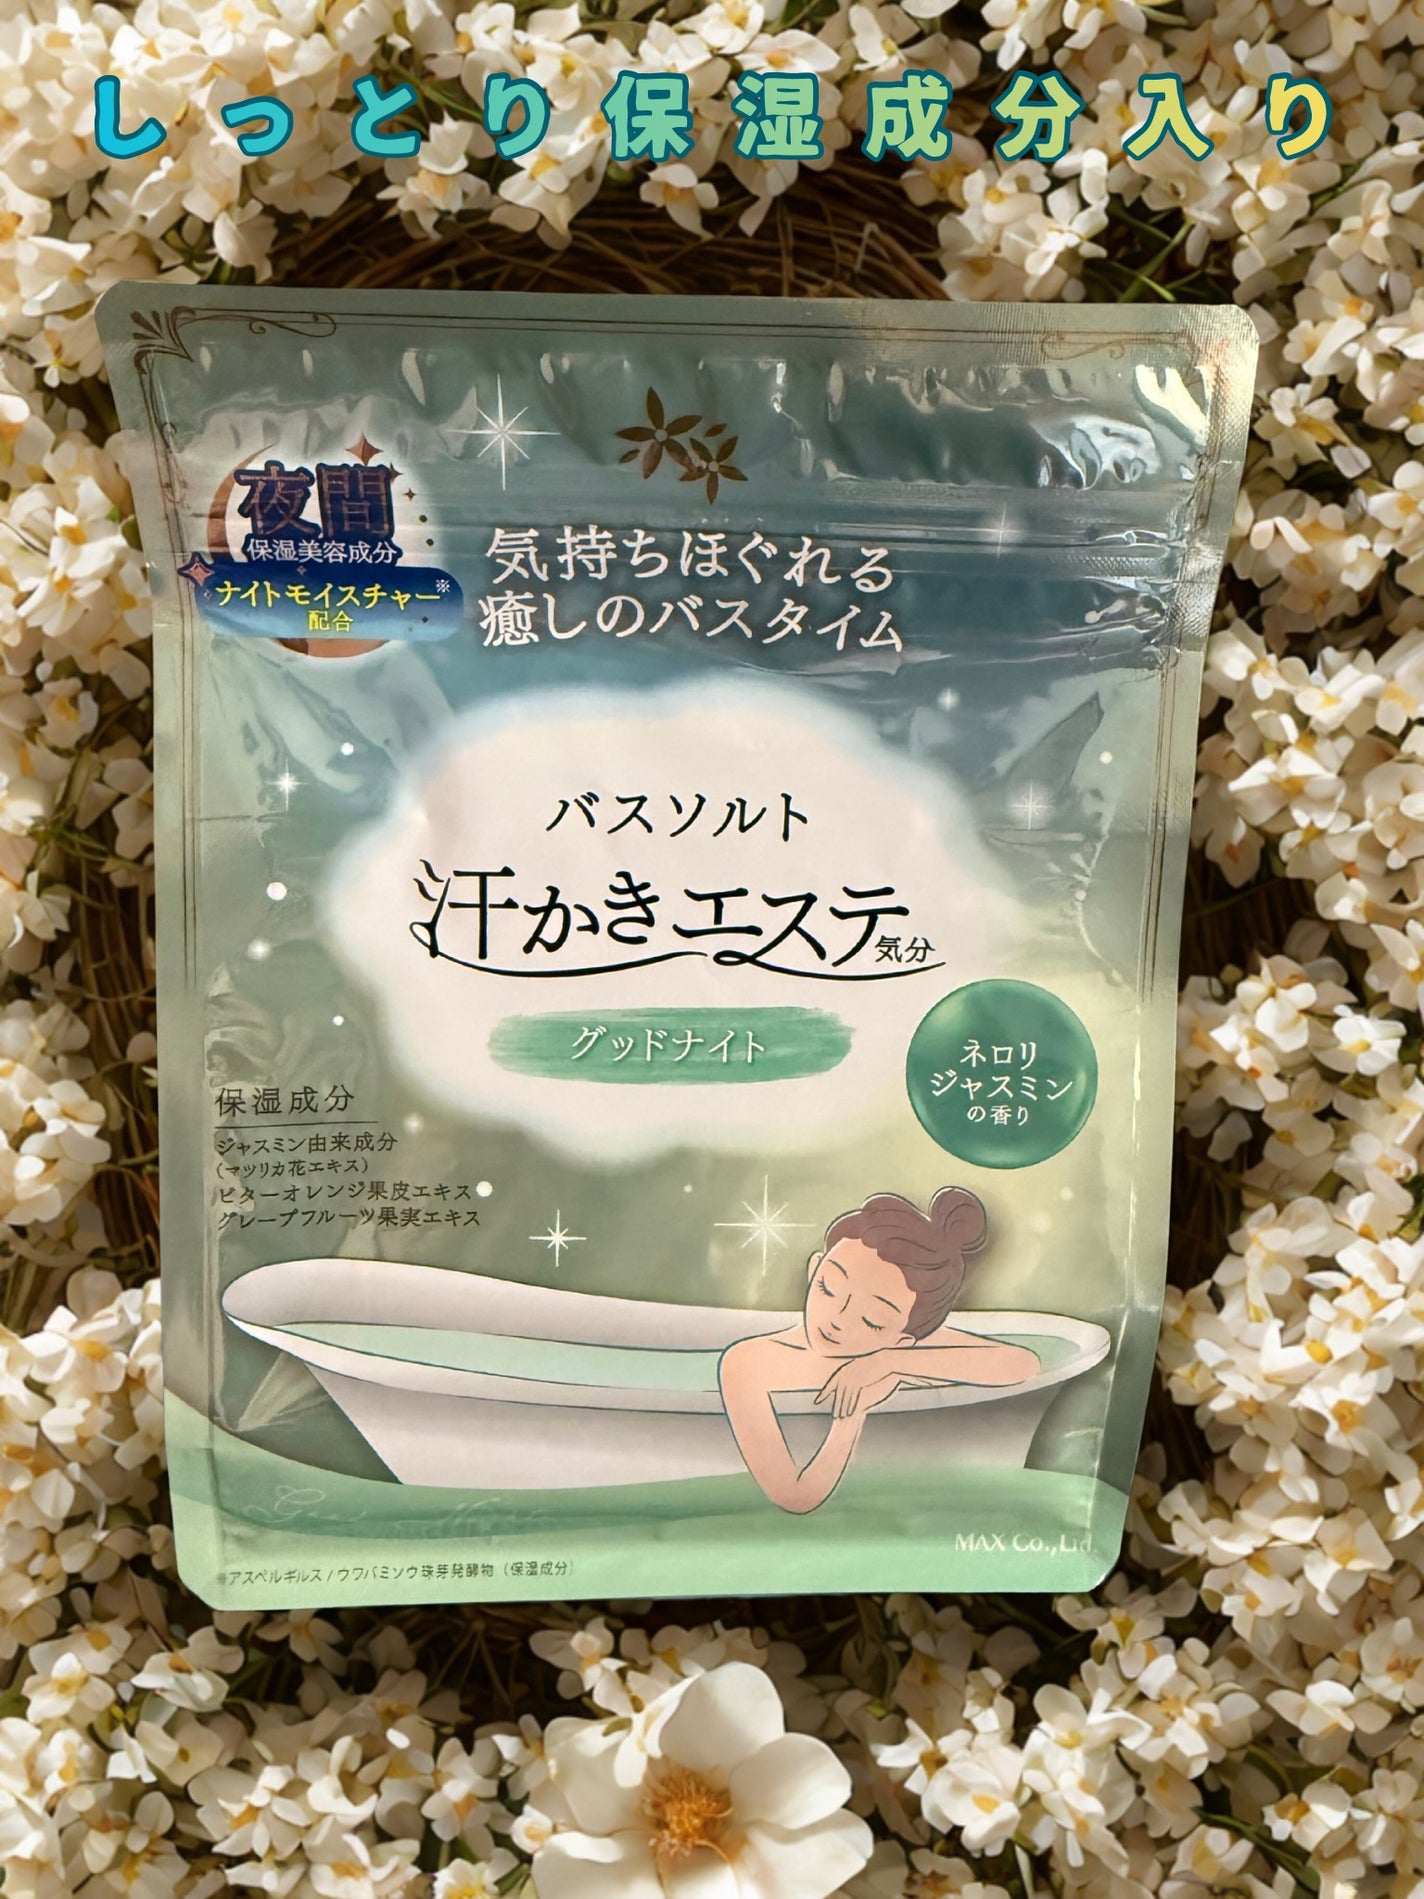 しっとり保湿成分入り
夜間
保湿美容成分
ナイトモイスチャー※
配合
気持ちほぐれる
癒しのバスタイム
バスソルト
汗かきエステ気分
グッドナイト
ネロリ
ジャスミン
の香り
保湿成分
ジャスミン由来成分
(マツリカ花エキス)
ビターオレンジ果皮エキス
グレープフルーツ果実エキス
MAX Co.,Ltd.
※アスペルギルス/ウワバミソウ珠芽発酵物(保湿成分)